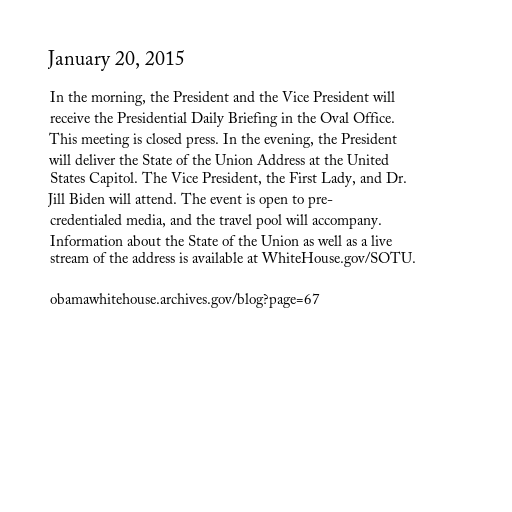 January 20, 2015
In the morning, the President and the Vice President will
receive the Presidential Daily Briefing in the Oval Office.
This meeting is closed press. In the evening, the President
will deliver the State of the Union Address at the United
States Capitol. The Vice President, the First Lady, and Dr.
Jill Biden will attend. The event is open to pre-
credentialed media, and the travel pool will accompany.
Information about the State of the Union as well as a live
stream of the address is available at WhiteHouse.gov/SOTU.
obamawhitehouse.archives.gov/blog?page=67